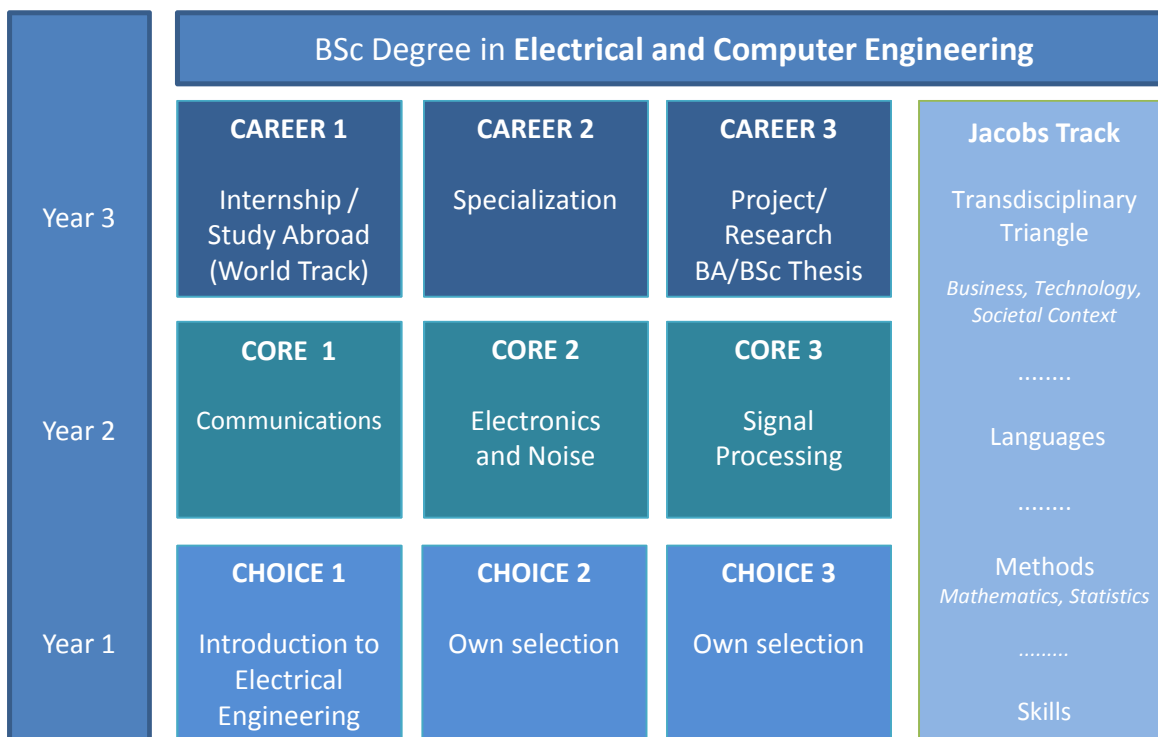 BSc Degree in Electrical and Computer Engineering
Year 3
CAREER 1
Internship /
Study Abroad
(World Track)
CAREER 2
Specialization
CAREER 3
Project/
Research
BA/BSc Thesis
Year 2
CORE  1
Communications
CORE 2
Electronics
and Noise
CORE 3
Signal
Processing
Year 1
CHOICE 1
Introduction to
Electrical
Engineering
CHOICE 2
Own selection
CHOICE 3
Own selection
Jacobs Track
Transdisciplinary
Triangle
Business, Technology,
Societal Context
........
Languages
........
Methods
Mathematics, Statistics
.........
Skills